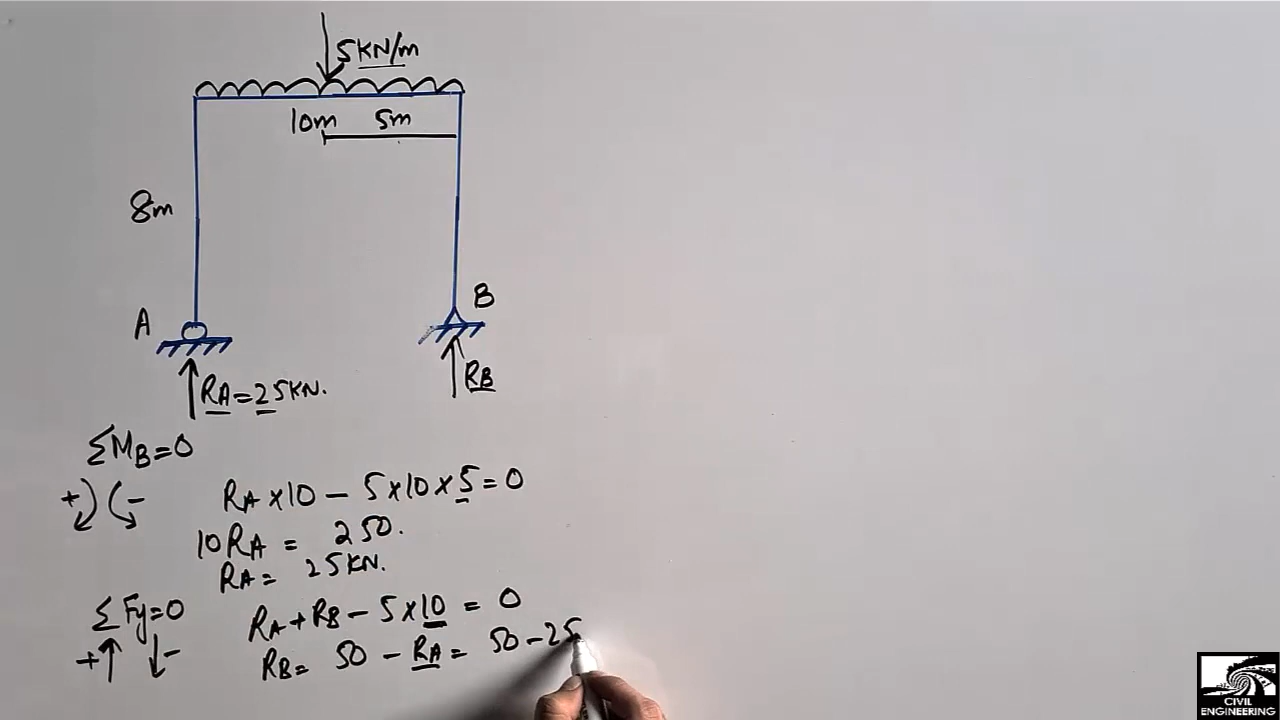 5KN/m
10m 5m
8m
B
A
RA=25KN.
RB
ΣMB=0
+ -
RA×10 - 5×10×5=0
10RA = 250.
RA= 25KN.
ΣFy=0
+ -
RA+RB - 5×10 = 0
RB= 50 - RA = 50-25
CIVIL
ENGINEERING